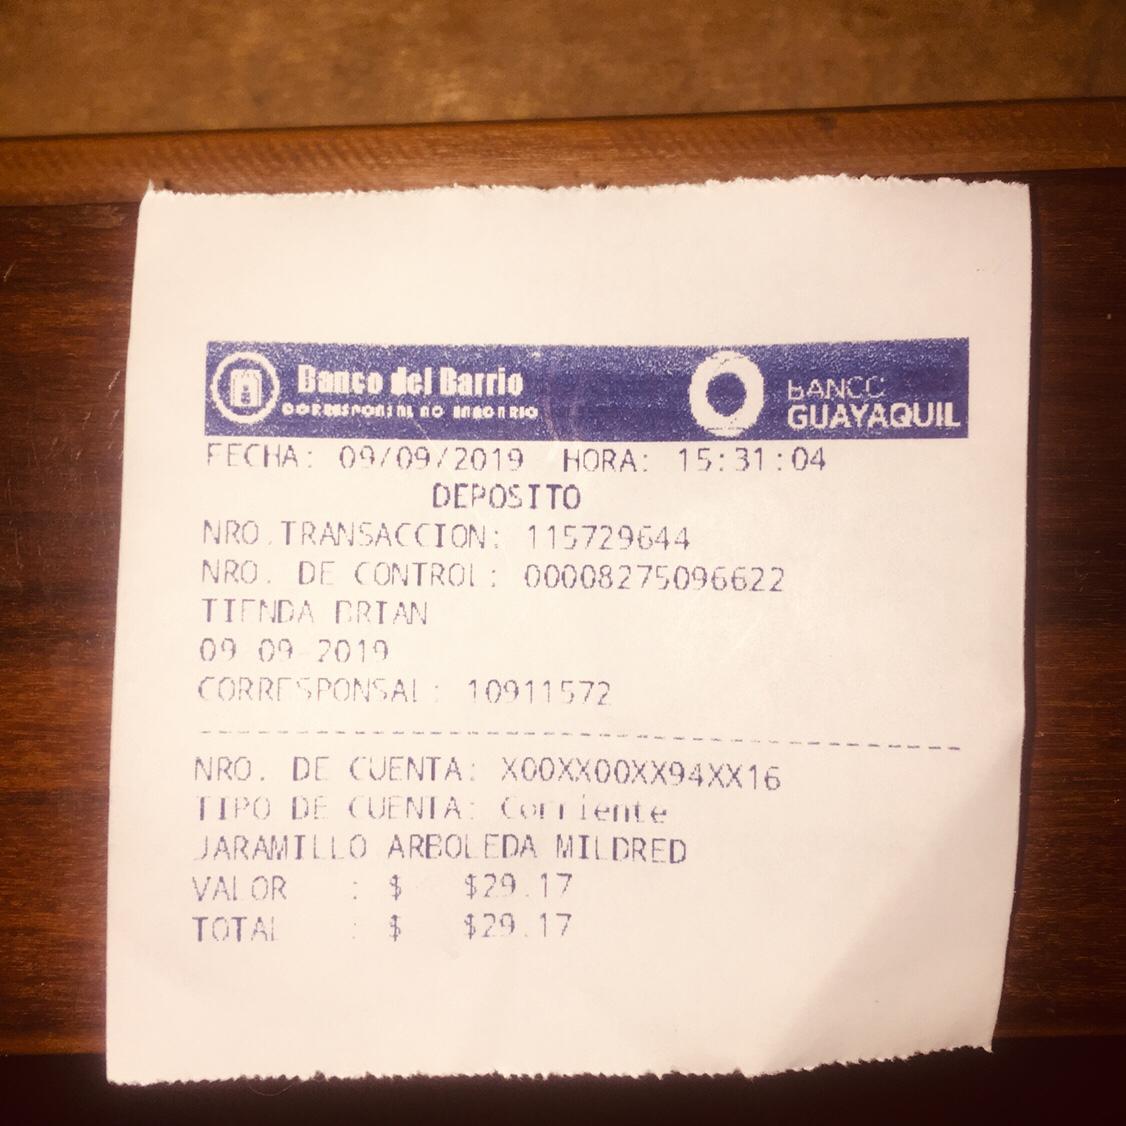 Banco del Barrio
CORRESPONSAL NO BANCARIO
BANCO
GUAYAQUIL
FECHA: 09/09/2019 HORA: 15:31:04
DEPOSITO
NRO.TRANSACCION: 115729644
NRO. DE CONTROL: 00008275096622
TIENDA BRIAN
09 09 2019
CORRESPONSAL: 10911572
NRO. DE CUENTA: X00XX00XX94XX16
TIPO DE CUENTA: Corriente
JARAMILLO ARBOLEDA MILDRED
VALOR : $ $29.17
TOTAL : $ $29.17